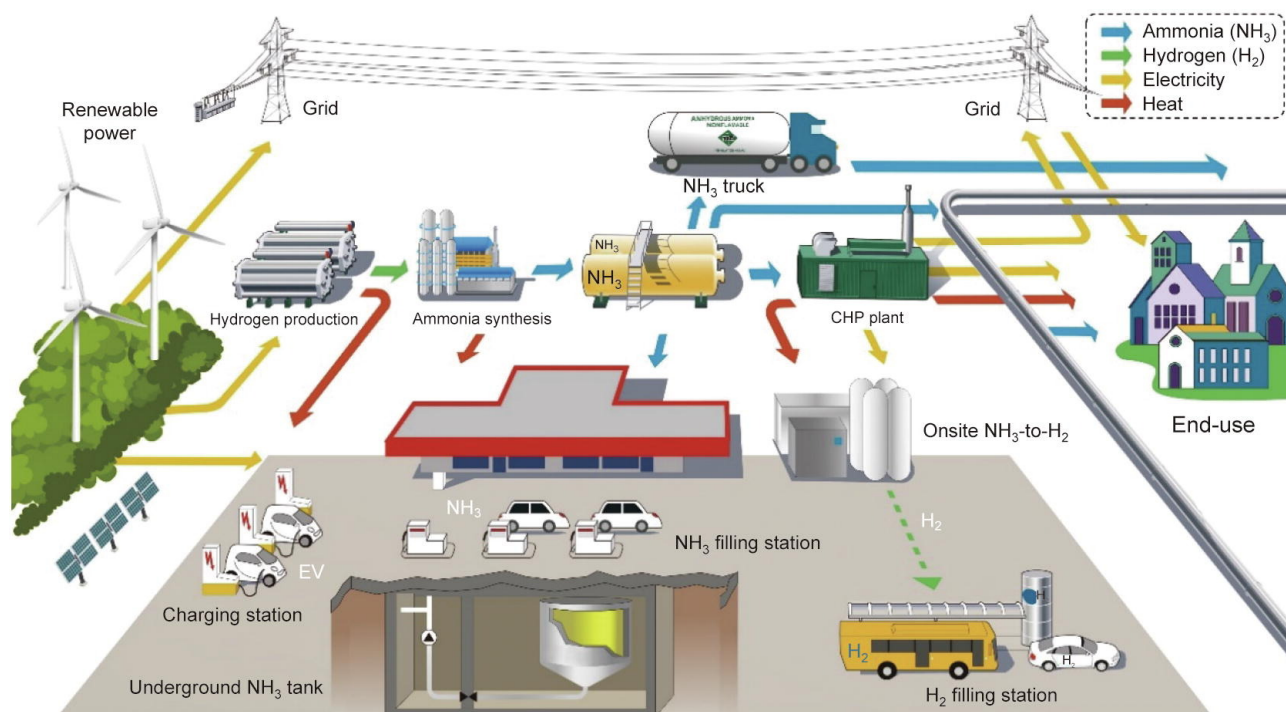 Ammonia (NH₃)
Hydrogen (H₂)
Electricity
Heat
Grid
Grid
Renewable
power
ANHYDROUS AMMONIA
NH₃ truck
NH₃
NH₃
Hydrogen production
Ammonia synthesis
CHP plant
End-use
Onsite NH₃-to-H₂
NH₃
H₂
NH₃ filling station
EV
Charging station
H₂
H₂
Underground NH₃ tank
H₂ filling station